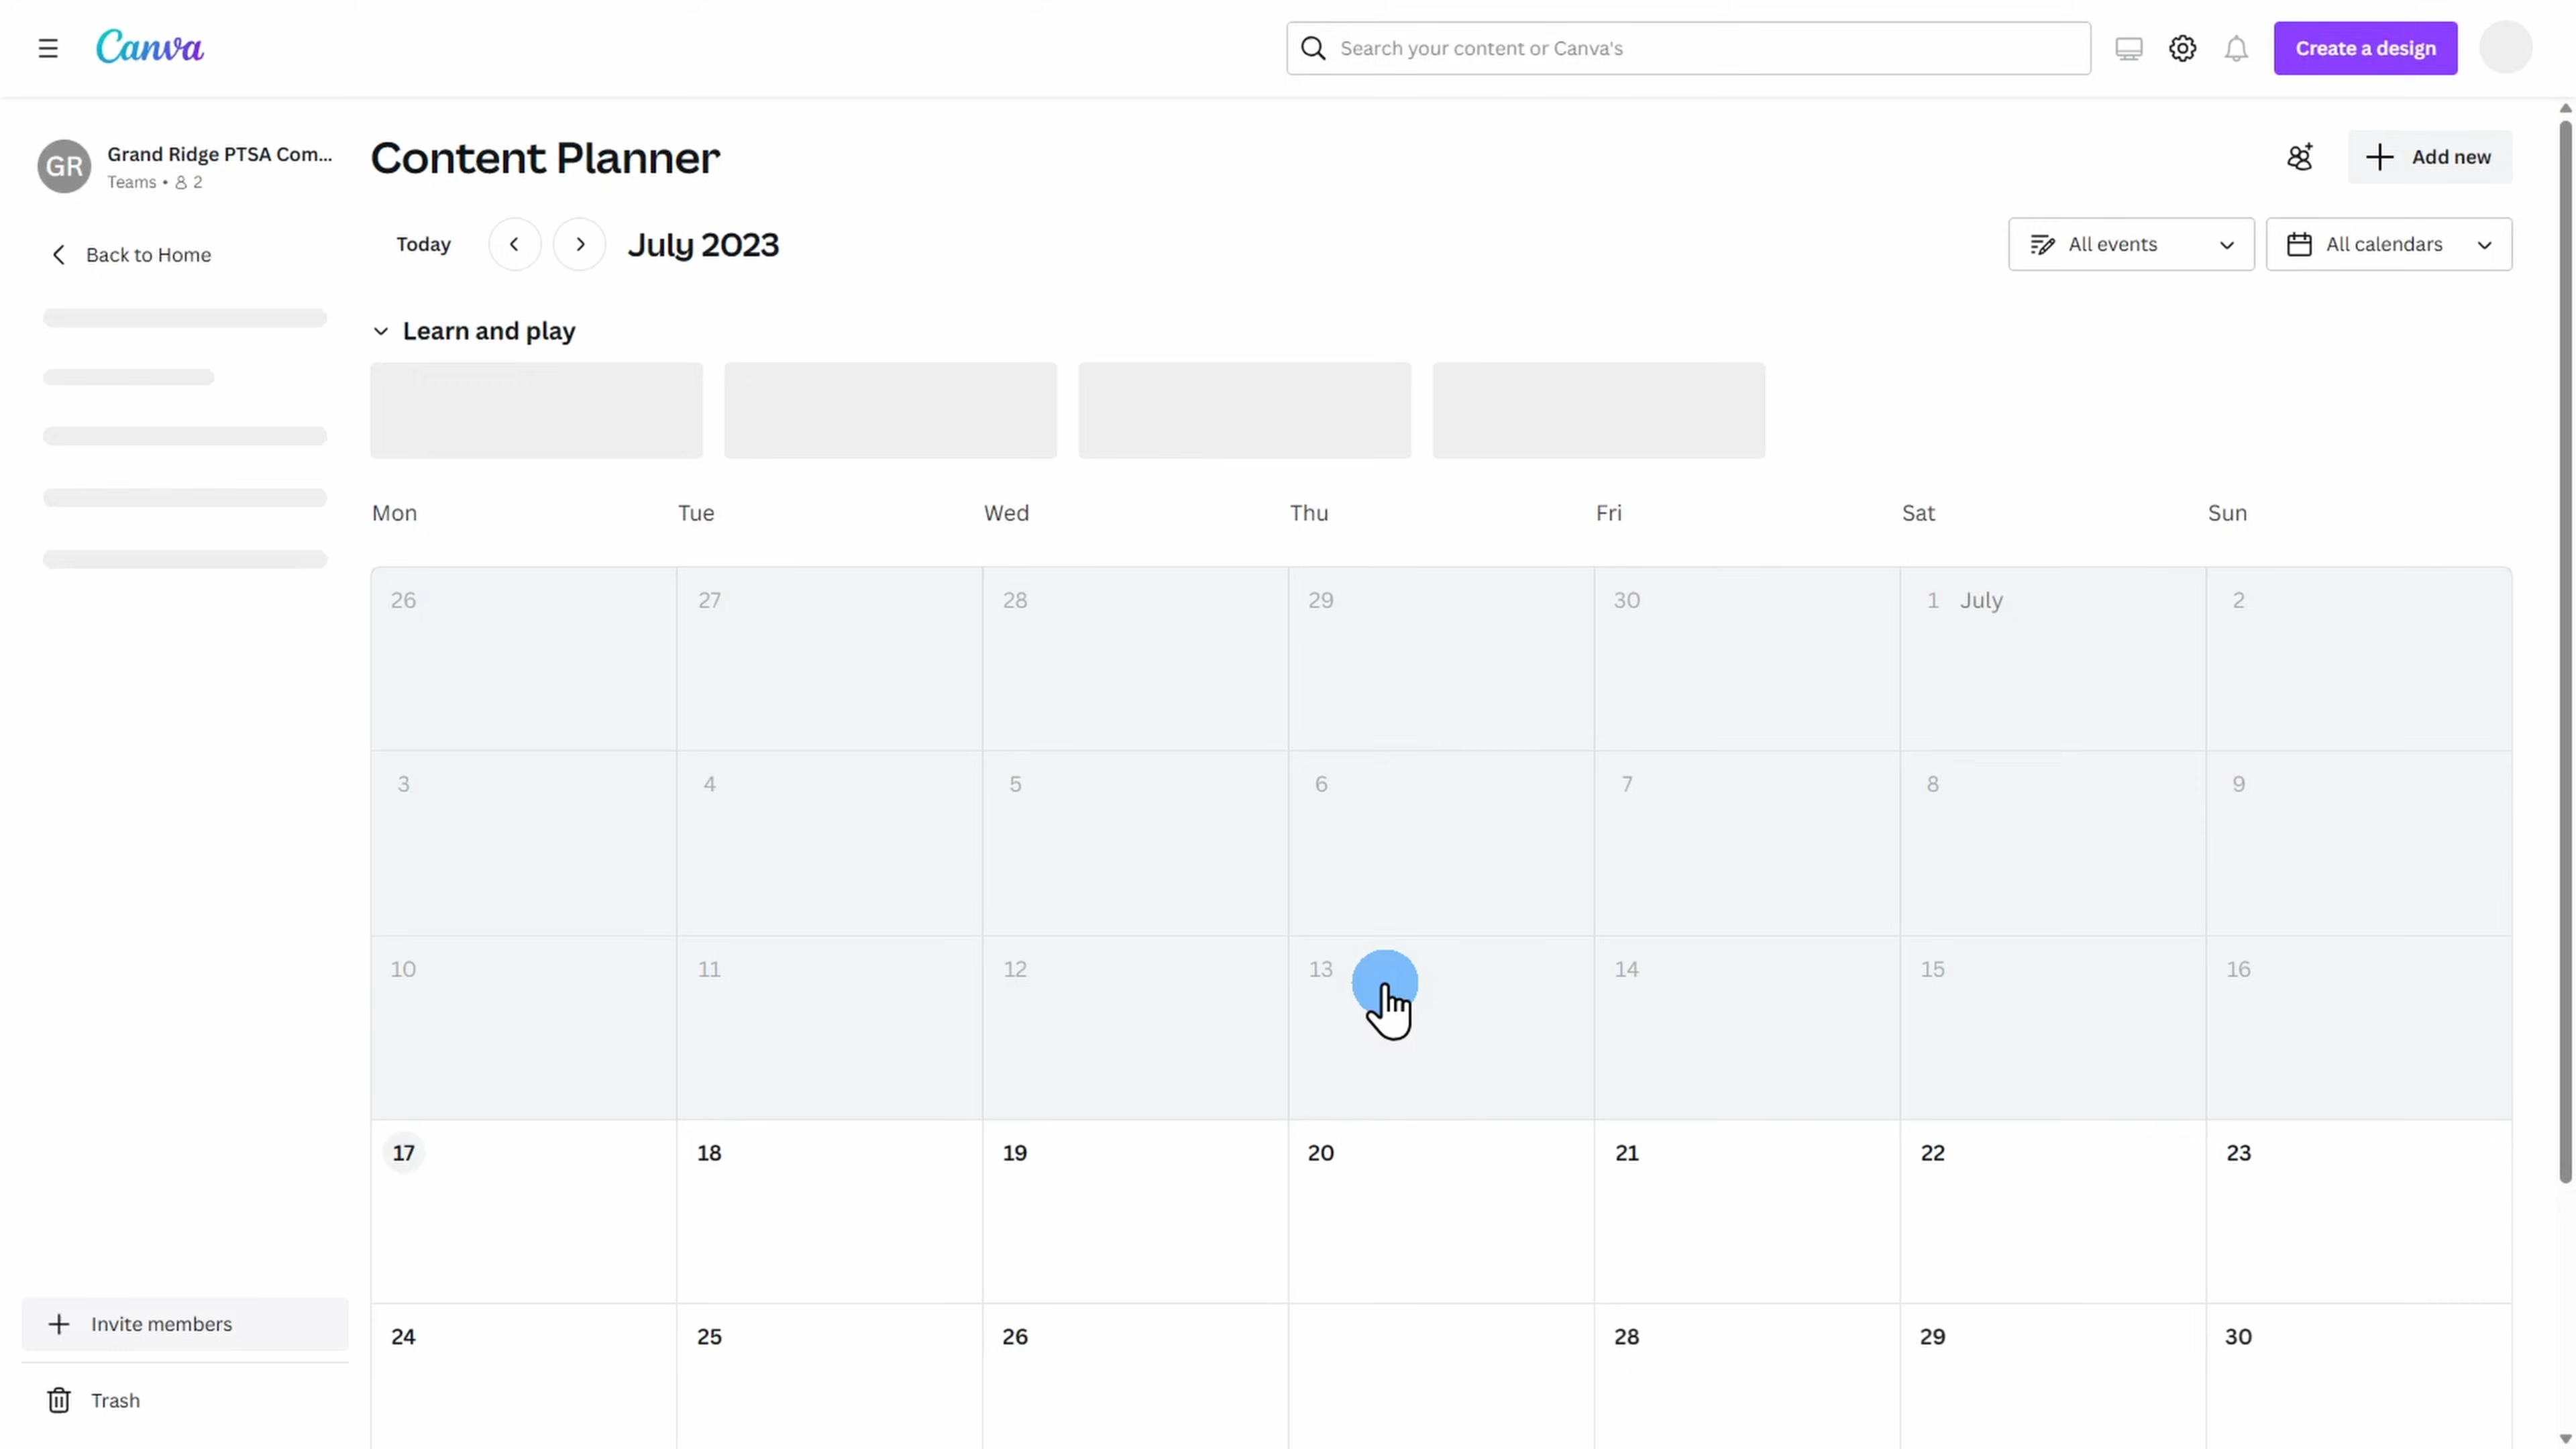 Canva
Search your content or Canva's
Create a design
GR
Grand Ridge PTSA Com...
Teams • 2
Back to Home
Content Planner
Add new
Today
July 2023
All events
All calendars
Learn and play
Mon Tue Wed Thu Fri Sat Sun
26 27 28 29 30 1 July 2
3 4 5 6 7 8 9
10 11 12 13 14 15 16
17 18 19 20 21 22 23
24 25 26 28 29 30
Invite members
Trash